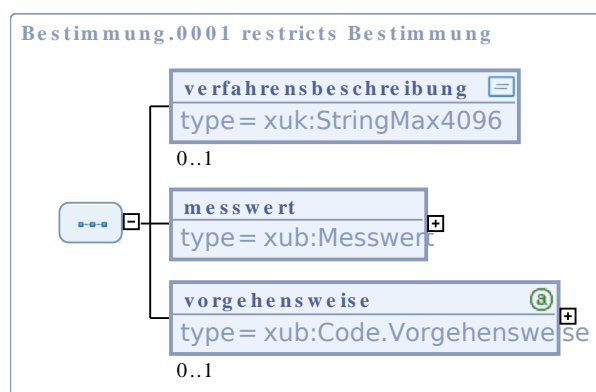 Bestimmung.0001 restricts Bestimmung
verfahrensbeschreibung
type= xuk:StringMax4096
0..1
messwert
type= xub:Messwert
vorgehensweise
type= xub:Code.Vorgehensweise
0..1